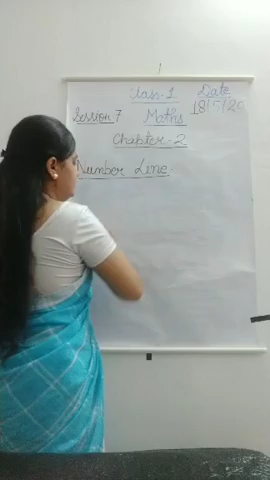 Class-1 Date
Session 7 Maths 18/5/20
Chapter-2
Number Line.